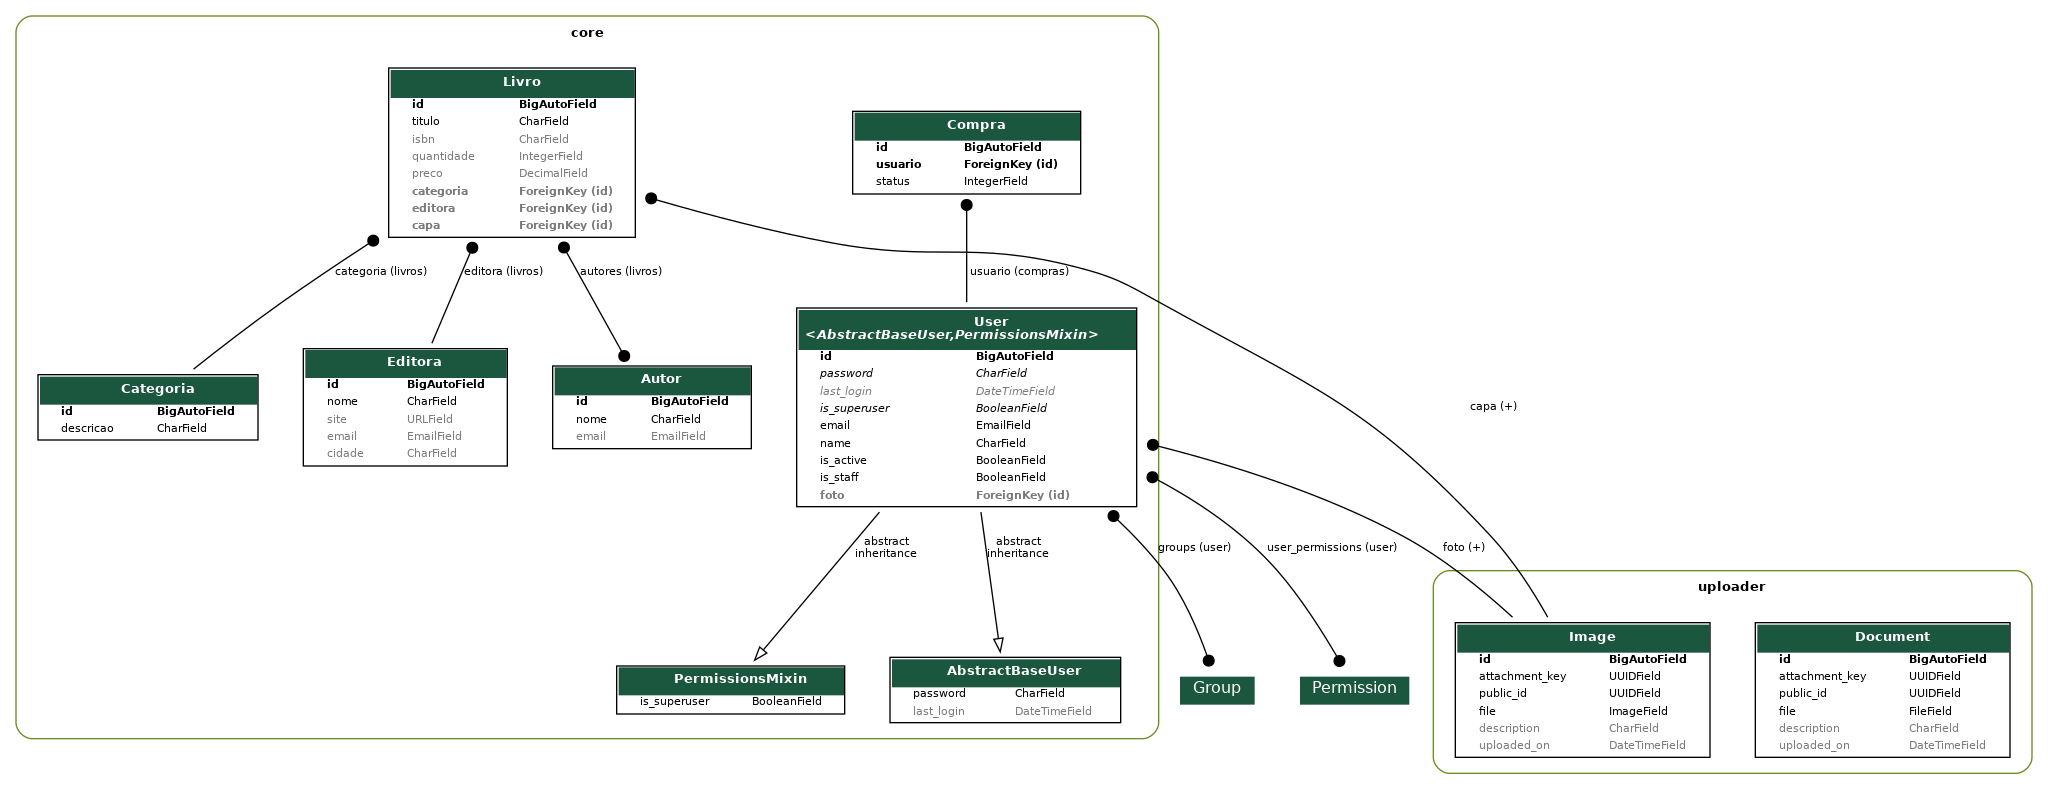 core
Livro
id BigAutoField
titulo CharField
isbn CharField
quantidade IntegerField
preco DecimalField
categoria ForeignKey (id)
editora ForeignKey (id)
capa ForeignKey (id)
Compra
id BigAutoField
usuario ForeignKey (id)
status IntegerField
categoria (livros)
editora (livros)
autores (livros)
usuario (compras)
Categoria
id BigAutoField
descricao CharField
Editora
id BigAutoField
nome CharField
site URLField
email EmailField
cidade CharField
Autor
id BigAutoField
nome CharField
email EmailField
User
<AbstractBaseUser,PermissionsMixin>
id BigAutoField
password CharField
last_login DateTimeField
is_superuser BooleanField
email EmailField
name CharField
is_active BooleanField
is_staff BooleanField
foto ForeignKey (id)
capa (+)
abstract
inheritance
abstract
inheritance
groups (user)
user_permissions (user)
foto (+)
PermissionsMixin
is_superuser BooleanField
AbstractBaseUser
password CharField
last_login DateTimeField
Group
Permission
uploader
Image
id BigAutoField
attachment_key UUIDField
public_id UUIDField
file ImageField
description CharField
uploaded_on DateTimeField
Document
id BigAutoField
attachment_key UUIDField
public_id UUIDField
file FileField
description CharField
uploaded_on DateTimeField